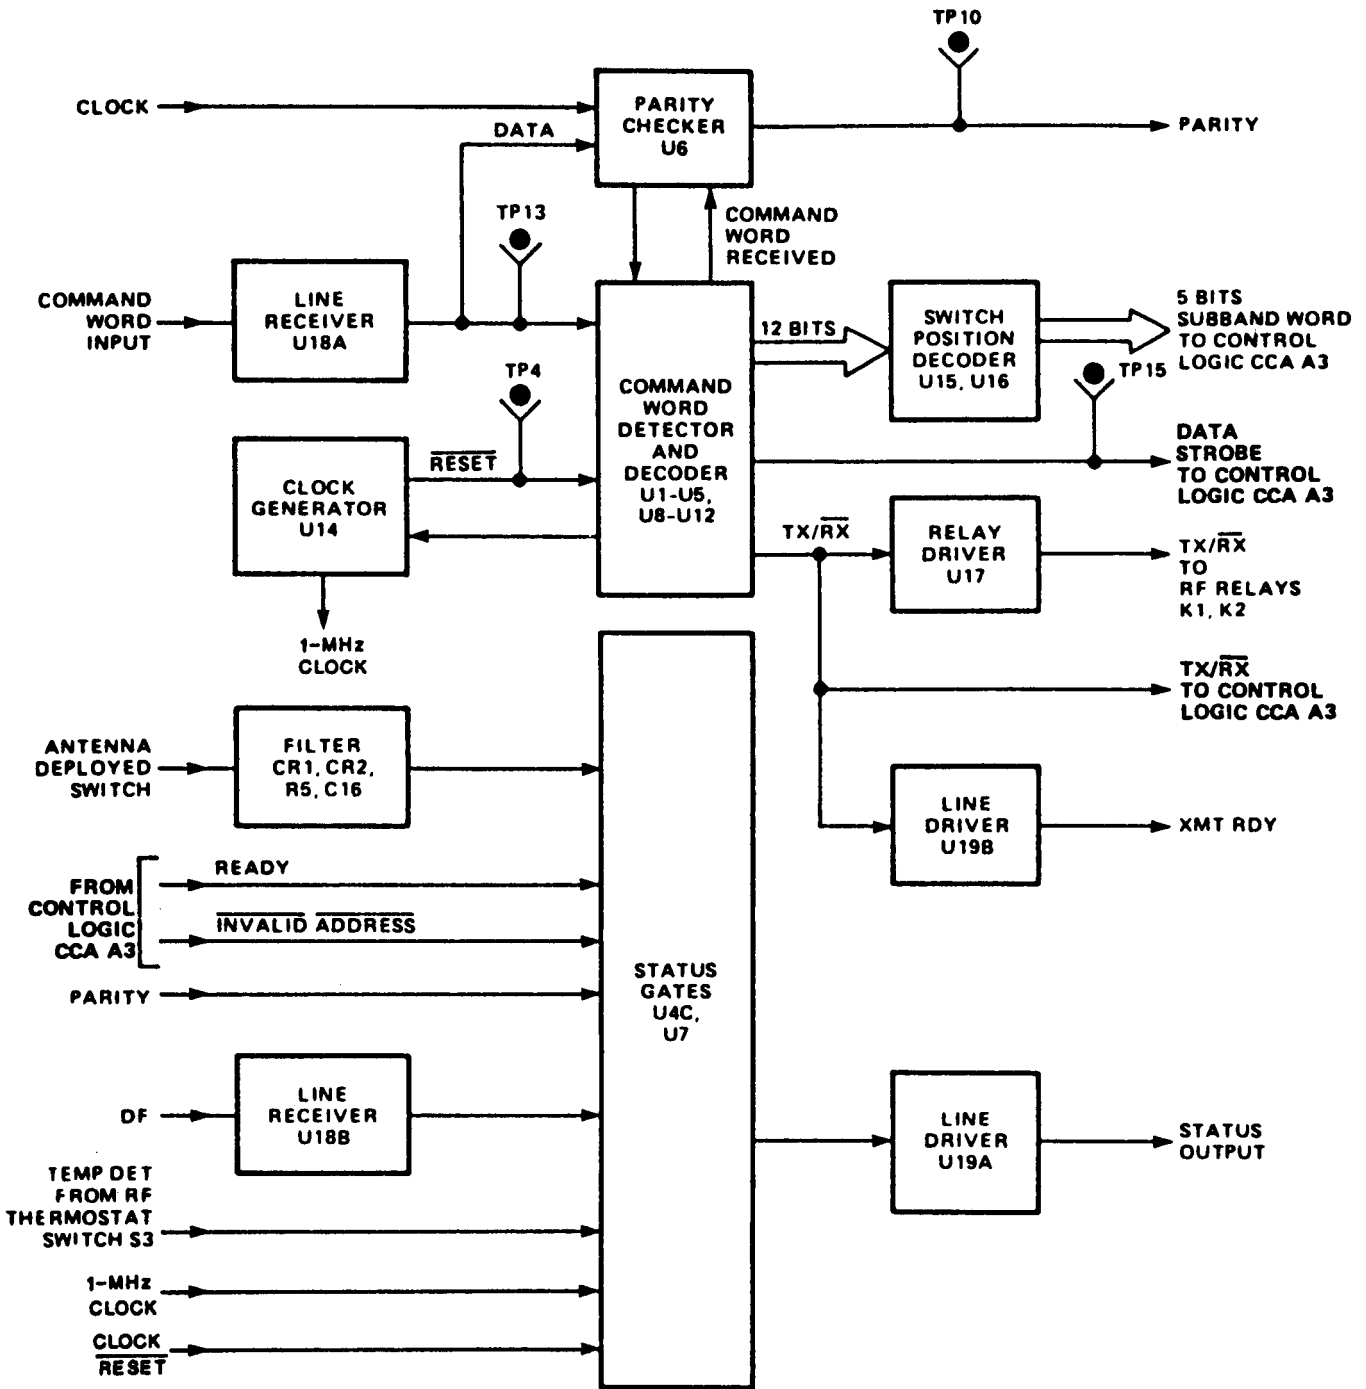 TP10
CLOCK
PARITY
CHECKER
U6
PARITY
DATA
TP13
COMMAND
WORD
RECEIVED
COMMAND
WORD
INPUT
LINE
RECEIVER
U18A
12 BITS
SWITCH
POSITION
DECODER
U15, U16
5 BITS
SUBBAND WORD
TO CONTROL
LOGIC CCA A3
TP4
TP15
COMMAND
WORD
DETECTOR
AND
DECODER
U1-U5,
U8-U12
RESET
CLOCK
GENERATOR
U14
DATA
STROBE
TO CONTROL
LOGIC CCA A3
TX/RX
RELAY
DRIVER
U17
TX/RX
TO
RF RELAYS
K1, K2
1-MHz
CLOCK
TX/RX
TO CONTROL
LOGIC CCA A3
ANTENNA
DEPLOYED
SWITCH
FILTER
CR1, CR2,
R5, C16
LINE
DRIVER
U19B
XMT RDY
FROM
CONTROL
LOGIC
CCA A3
READY
INVALID ADDRESS
PARITY
STATUS
GATES
U4C,
U7
DF
LINE
RECEIVER
U18B
LINE
DRIVER
U19A
STATUS
OUTPUT
TEMP DET
FROM RF
THERMOSTAT
SWITCH S3
1-MHz
CLOCK
CLOCK
RESET